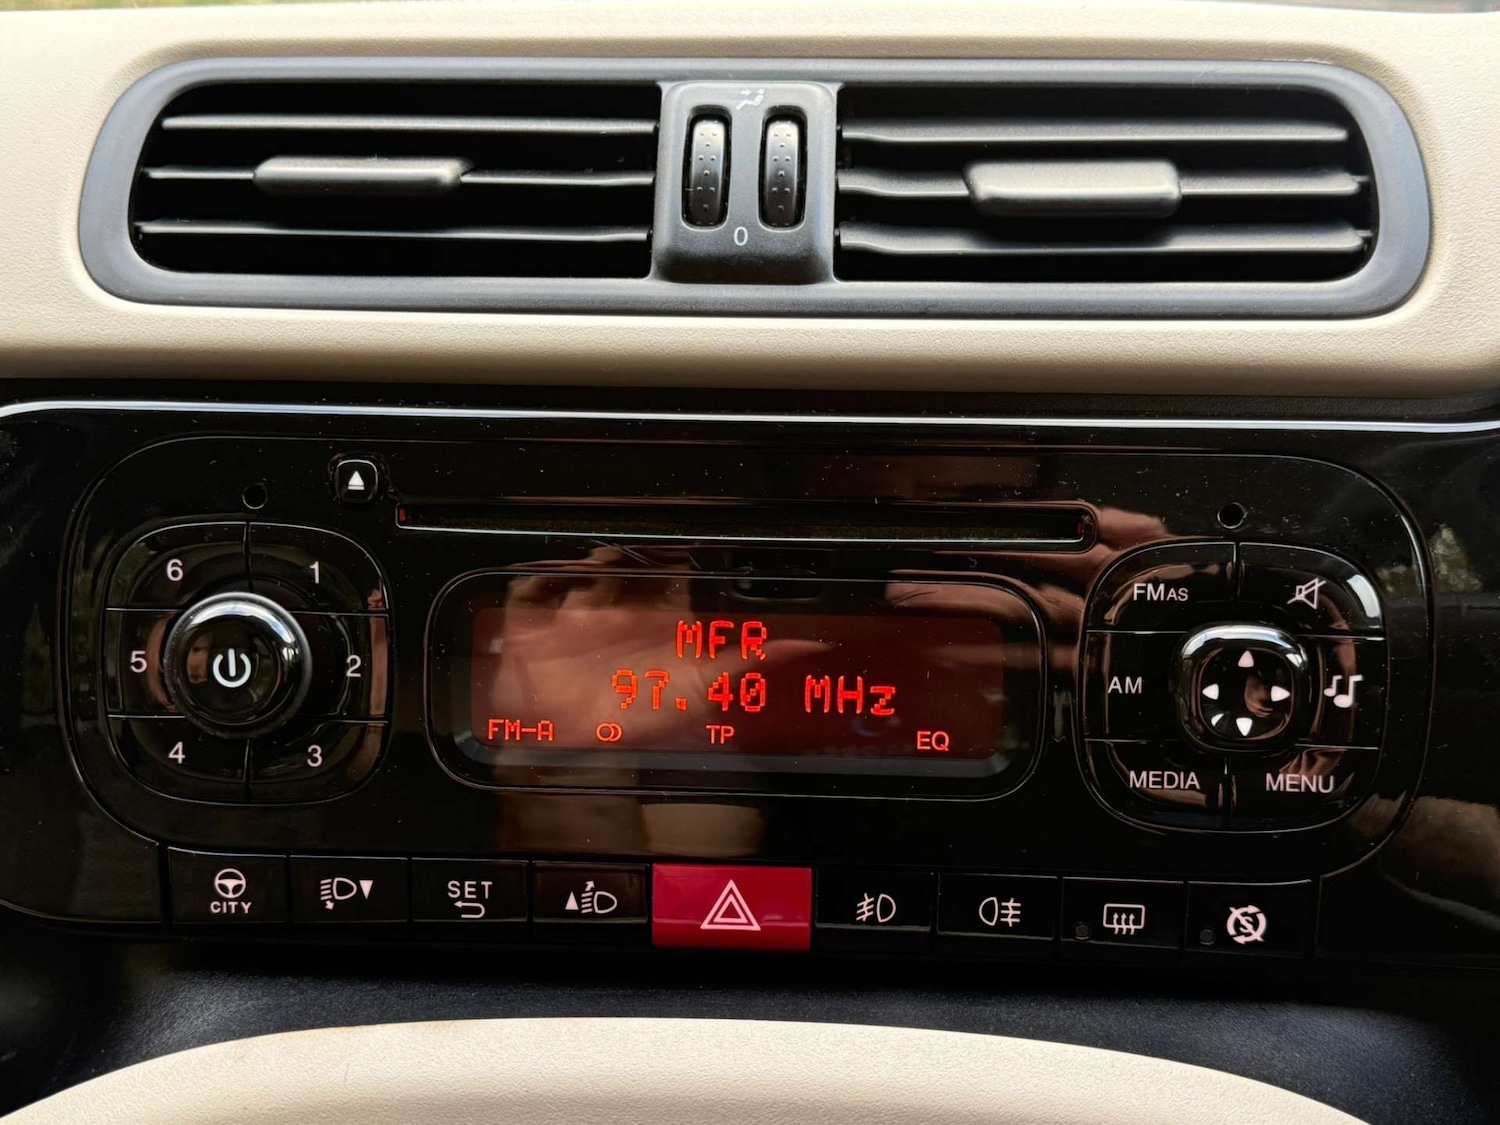 0
6
1
5
2
4
3
MFR
97.40 MHz
FM-A
TP
EQ
FMAS
AM
MEDIA
MENU
CITY
SET